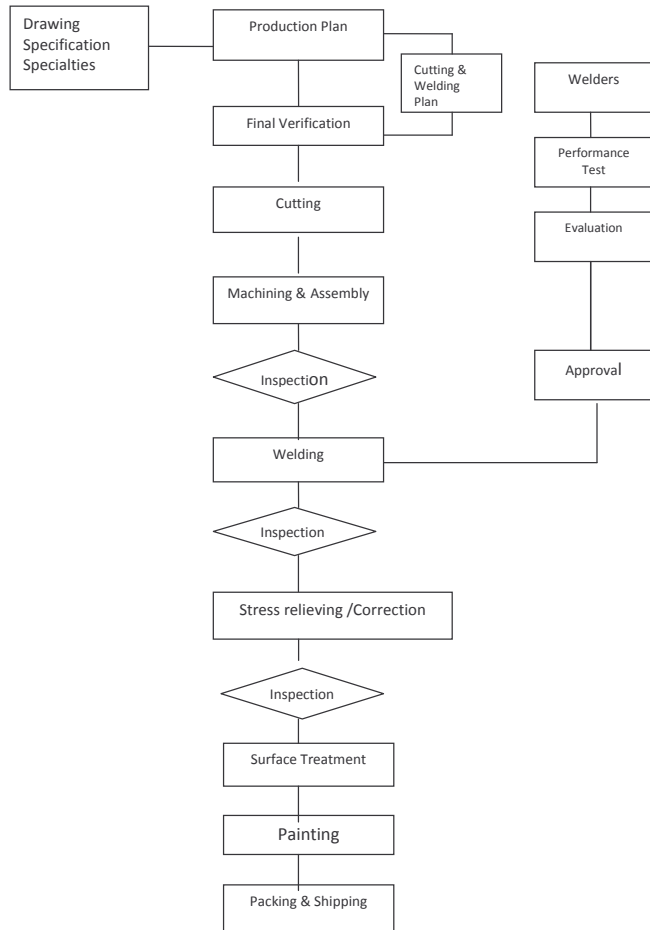 Drawing
Specification
Specialties
Production Plan
Cutting &
Welding
Plan
Final Verification
Cutting
Machining & Assembly
Inspection
Welding
Inspection
Stress relieving /Correction
Inspection
Surface Treatment
Painting
Packing & Shipping
Welders
Performance
Test
Evaluation
Approval